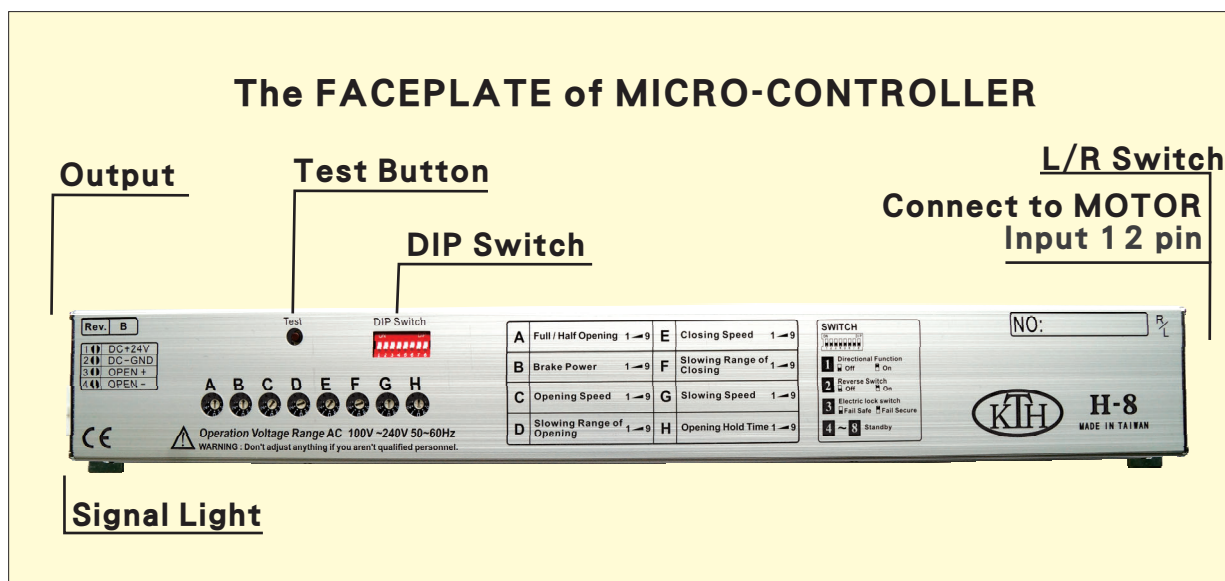 The FACEPLATE of MICRO-CONTROLLER
Output
Test Button
DIP Switch
L/R Switch
Connect to MOTOR
Input 1 2 pin
Rev. B
1 DC+24V
2 DC-GND
3 OPEN +
4 OPEN -
Test
DIP Switch
A B C D E F G H
CE
Operation Voltage Range AC 100V ~240V 50~60Hz
WARNING : Don't adjust anything if you aren't qualified personnel.
A Full / Half Opening 1 9 E Closing Speed 1 9
B Brake Power 1 9 F Slowing Range of Closing 1 9
C Opening Speed 1 9 G Slowing Speed 1 9
D Slowing Range of Opening 1 9 H Opening Hold Time 1 9
SWITCH
1 Directional Function
Off On
2 Reverse Switch
Off On
3 Electric lock switch
Fail Safe Fail Secure
4 ~ 8 Standby
NO:
R/L
KTH
H-8
MADE IN TAIWAN
Signal Light